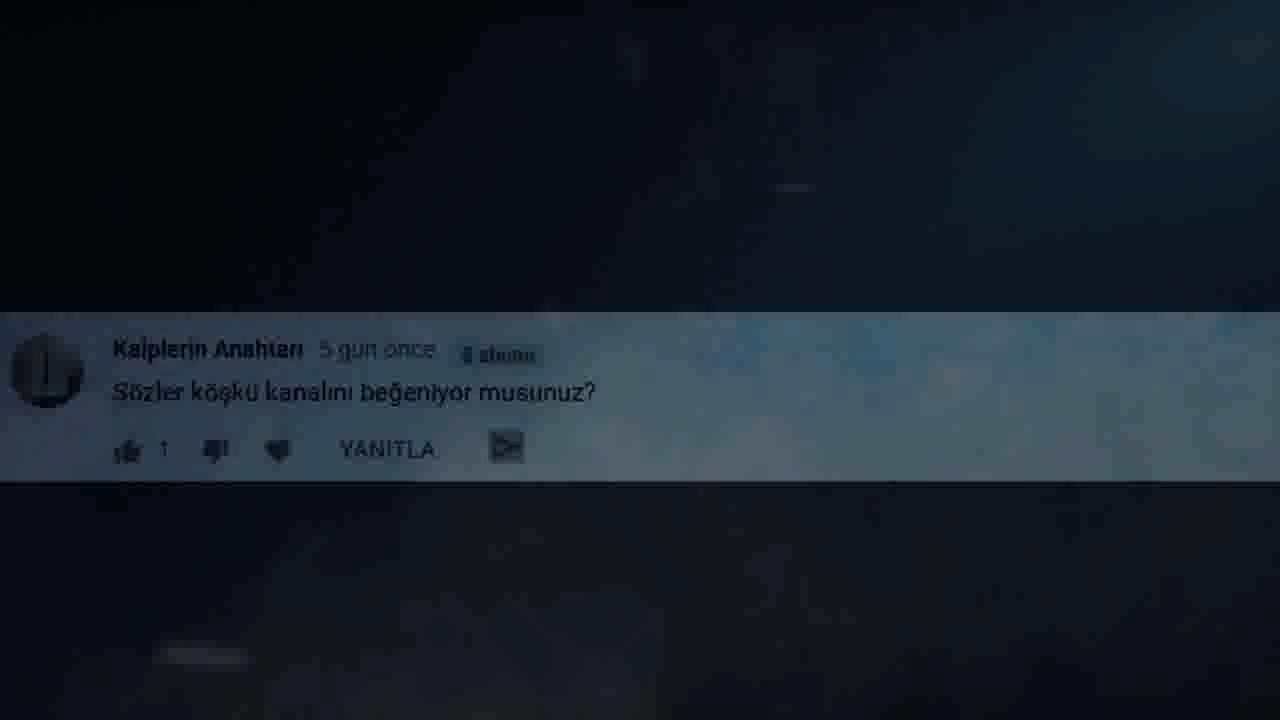 Kalplerin Anahtarı 5 gün önce
Sözler köşkü kanalını beğeniyor musunuz?
1 YANITLA